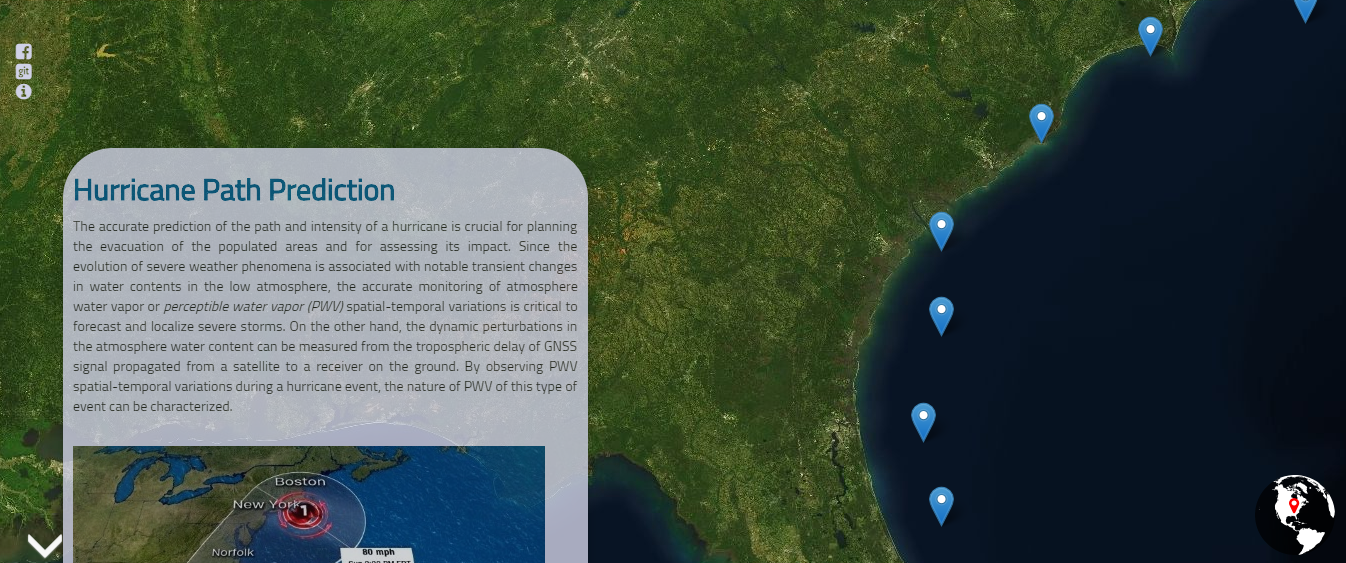 git
Hurricane Path Prediction
The accurate prediction of the path and intensity of a hurricane is crucial for planning
the evacuation of the populated areas and for assessing its impact. Since the
evolution of severe weather phenomena is associated with notable transient changes
in water contents in the low atmosphere, the accurate monitoring of atmosphere
water vapor or perceptible water vapor (PWV) spatial-temporal variations is critical to
forecast and localize severe storms. On the other hand, the dynamic perturbations in
the atmosphere water content can be measured from the tropospheric delay of GNSS
signal propagated from a satellite to a receiver on the ground. By observing PWV
spatial-temporal variations during a hurricane event, the nature of PWV of this type of
event can be characterized.
Boston
New York
1
Norfolk
80 mph